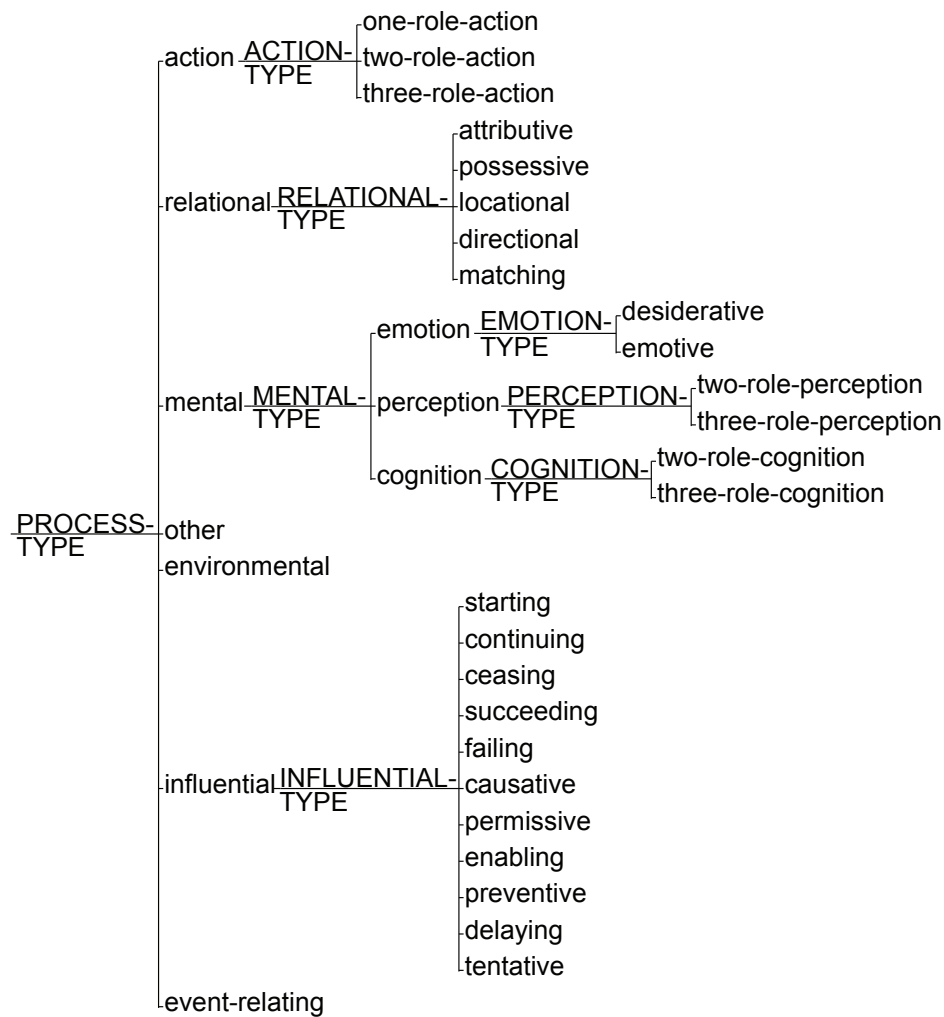 one-role-action
action ACTION-TYPE
two-role-action
three-role-action
attributive
possessive
relational RELATIONAL-TYPE
locational
directional
matching
desiderative
emotion EMOTION-TYPE
emotive
two-role-perception
mental MENTAL-TYPE
perception PERCEPTION-TYPE
three-role-perception
two-role-cognition
cognition COGNITION-TYPE
three-role-cognition
PROCESS-TYPE
other
environmental
starting
continuing
ceasing
succeeding
failing
influential INFLUENTIAL-TYPE
causative
permissive
enabling
preventive
delaying
tentative
event-relating